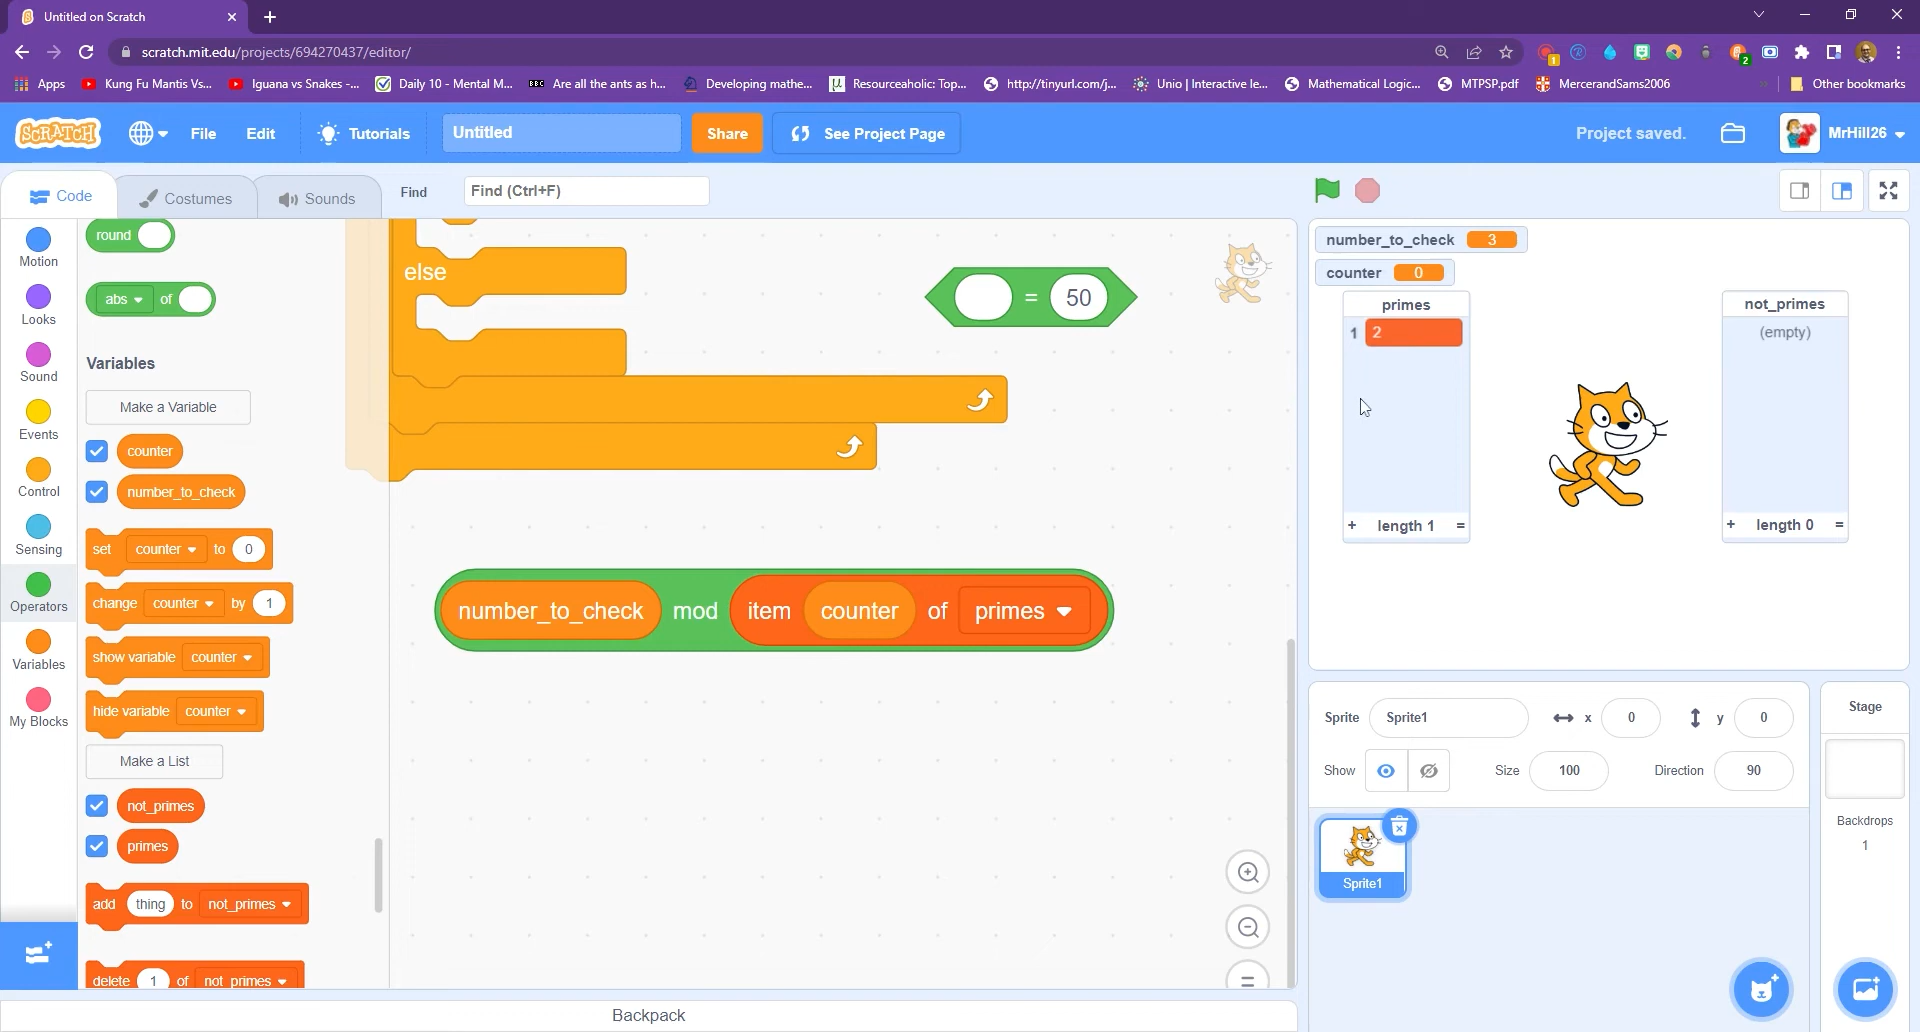 Untitled on Scratch
scratch.mit.edu/projects/694270437/editor/
1
2
Apps
Kung Fu Mantis Vs...
Iguana vs Snakes -...
Daily 10 - Mental M...
BBC
Are all the ants as h...
Developing mathe...
Resourceaholic: Top...
http://tinyurl.com/j...
Unio | Interactive le...
Mathematical Logic...
MTPSP.pdf
MercerandSams2006
»
Other bookmarks
SCRATCH
File
Edit
Tutorials
Untitled
Share
See Project Page
Project saved.
MrHill26
Code
Costumes
Sounds
Find
Find (Ctrl+F)
Motion
Looks
Sound
Events
Control
Sensing
Operators
Variables
My Blocks
round
abs of
Variables
Make a Variable
counter
number_to_check
set counter to 0
change counter by 1
show variable counter
hide variable counter
Make a List
not_primes
primes
add thing to not_primes
delete 1 of not_primes
else
= 50
number_to_check mod item counter of primes
number_to_check 3
counter 0
primes
1 2
+ length 1 =
not_primes
(empty)
+ length 0 =
Sprite Sprite1
x 0
y 0
Show
Size 100
Direction 90
Sprite1
Stage
Backdrops
1
Backpack